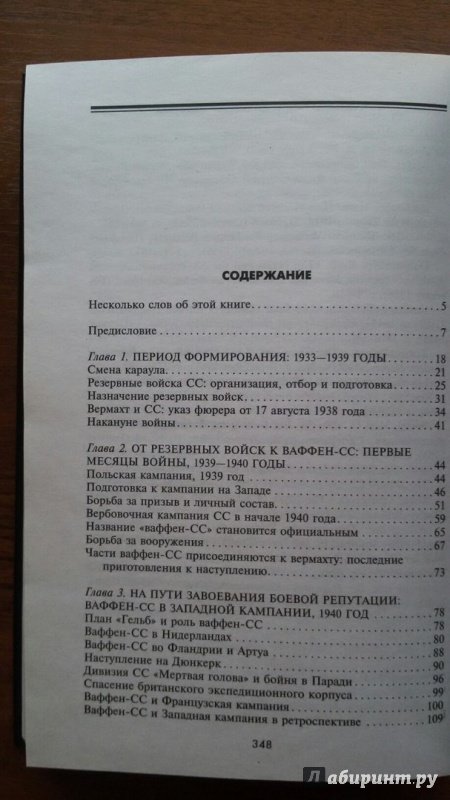 СОДЕРЖАНИЕ
Несколько слов об этой книге. . . . . . . . . . . . . . . . . . . . . . 5
Предисловие . . . . . . . . . . . . . . . . . . . . . . . . . . . . . . . 7
Глава 1. ПЕРИОД ФОРМИРОВАНИЯ: 1933—1939 ГОДЫ . . . . . . . 18
Смена караула. . . . . . . . . . . . . . . . . . . . . . . . . . . . . . 21
Резервные войска СС: организация, отбор и подготовка . . . . . . 25
Назначение резервных войск . . . . . . . . . . . . . . . . . . . . . 31
Вермахт и СС: указ фюрера от 17 августа 1938 года . . . . . . . . 34
Накануне войны. . . . . . . . . . . . . . . . . . . . . . . . . . . . . 41
Глава 2. ОТ РЕЗЕРВНЫХ ВОЙСК К ВАФФЕН-СС: ПЕРВЫЕ
МЕСЯЦЫ ВОЙНЫ, 1939—1940 ГОДЫ. . . . . . . . . . . . . . . . . . 44
Польская кампания, 1939 год . . . . . . . . . . . . . . . . . . . . . 44
Подготовка к кампании на Западе . . . . . . . . . . . . . . . . . . 46
Борьба за призыв и личный состав. . . . . . . . . . . . . . . . . . 51
Вербовочная кампания СС в начале 1940 года. . . . . . . . . . . . 59
Название «ваффен-СС» становится официальным . . . . . . . . . . 65
Борьба за вооружения . . . . . . . . . . . . . . . . . . . . . . . . . 67
Части ваффен-СС присоединяются к вермахту: последние
приготовления к наступлению. . . . . . . . . . . . . . . . . . . . . 73
Глава 3. НА ПУТИ ЗАВОЕВАНИЯ БОЕВОЙ РЕПУТАЦИИ:
ВАФФЕН-СС В ЗАПАДНОЙ КАМПАНИИ, 1940 ГОД . . . . . . . . . . 78
План «Гельб» и роль ваффен-СС . . . . . . . . . . . . . . . . . . . 78
Ваффен-СС в Нидерландах . . . . . . . . . . . . . . . . . . . . . . 80
Ваффен-СС во Фландрии и Артуа . . . . . . . . . . . . . . . . . . 88
Наступление на Дюнкерк . . . . . . . . . . . . . . . . . . . . . . . 90
Дивизия СС «Мертвая голова» и бойня в Паради . . . . . . . . . . 96
Спасение британского экспедиционного корпуса . . . . . . . . . . 99
Ваффен-СС и Французская кампания . . . . . . . . . . . . . . . . 100
Ваффен-СС и Западная кампания в ретроспективе . . . . . . . . . 109
348
Лабиринт.ру